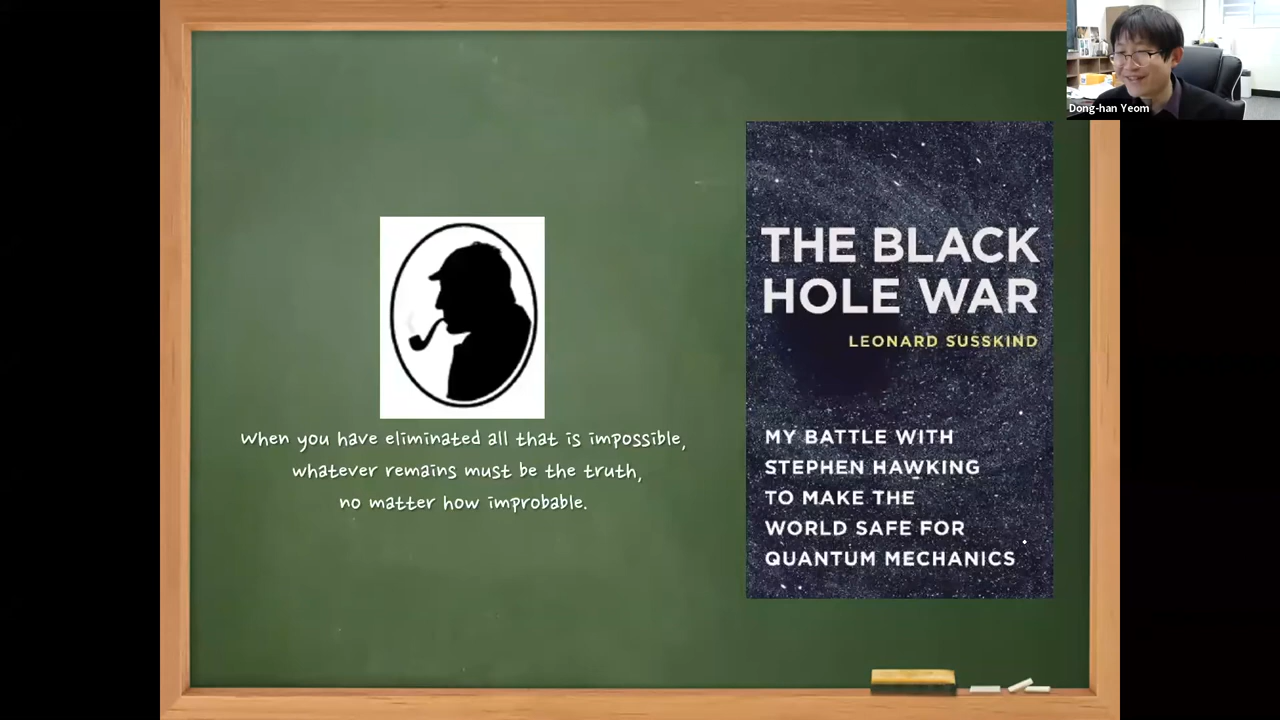 Dong-han Yeom
THE BLACK
HOLE WAR
LEONARD SUSSKIND
MY BATTLE WITH
STEPHEN HAWKING
TO MAKE THE
WORLD SAFE FOR
QUANTUM MECHANICS
When you have eliminated all that is impossible,
whatever remains must be the truth,
no matter how improbable.